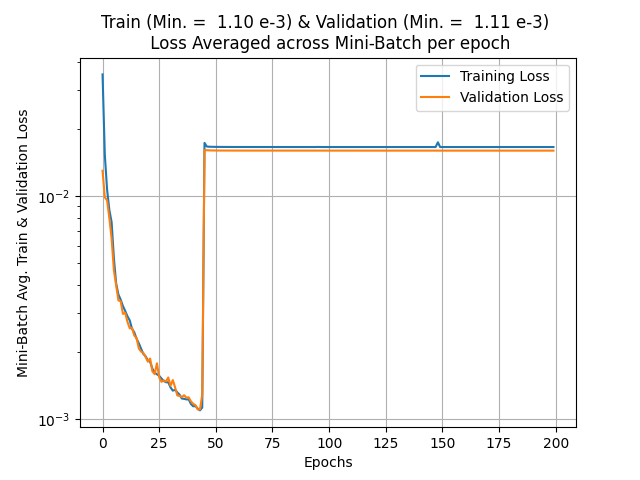 Train (Min. =  1.10 e-3) & Validation (Min. =  1.11 e-3)
Loss Averaged across Mini-Batch per epoch
Training Loss
Validation Loss
Mini-Batch Avg. Train & Validation Loss
10⁻²
10⁻³
0 25 50 75 100 125 150 175 200
Epochs